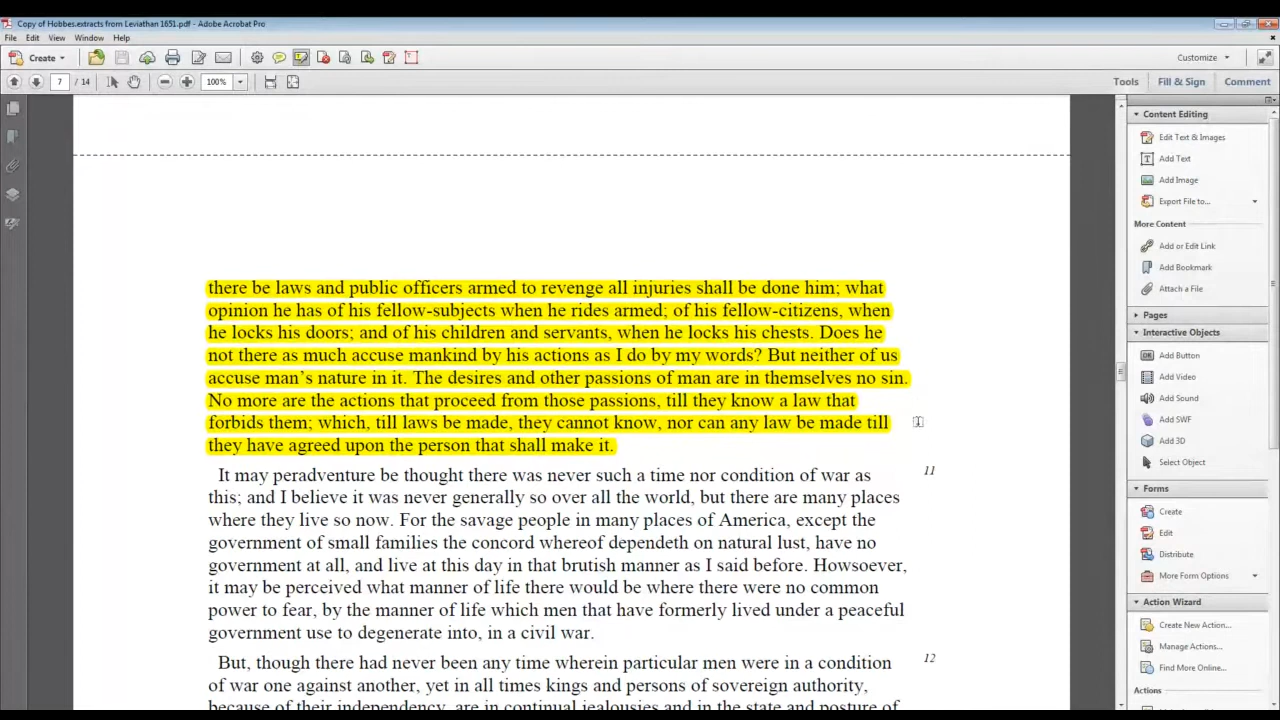 Copy of Hobbes.extracts from Leviathan 1651.pdf - Adobe Acrobat Pro
File Edit View Window Help
Create
Customize
7 / 14 100% Tools Fill & Sign Comment
there be laws and public officers armed to revenge all injuries shall be done him; what
opinion he has of his fellow-subjects when he rides armed; of his fellow-citizens, when
he locks his doors; and of his children and servants, when he locks his chests. Does he
not there as much accuse mankind by his actions as I do by my words? But neither of us
accuse man's nature in it. The desires and other passions of man are in themselves no sin.
No more are the actions that proceed from those passions, till they know a law that
forbids them; which, till laws be made, they cannot know, nor can any law be made till
they have agreed upon the person that shall make it.
It may peradventure be thought there was never such a time nor condition of war as 11
this; and I believe it was never generally so over all the world, but there are many places
where they live so now. For the savage people in many places of America, except the
government of small families the concord whereof dependeth on natural lust, have no
government at all, and live at this day in that brutish manner as I said before. Howsoever,
it may be perceived what manner of life there would be where there were no common
power to fear, by the manner of life which men that have formerly lived under a peaceful
government use to degenerate into, in a civil war.
But, though there had never been any time wherein particular men were in a condition 12
of war one against another, yet in all times kings and persons of sovereign authority,
because of their independency, are in continual jealousies and in the state and posture of
Content Editing
Edit Text & Images
T Add Text
Add Image
Export File to...
More Content
Add or Edit Link
Add Bookmark
Attach a File
Pages
Interactive Objects
OK Add Button
Add Video
Add Sound
Add SWF
Add 3D
Select Object
Forms
Create
Edit
Distribute
More Form Options
Action Wizard
Create New Action...
Manage Actions...
Find More Online...
Actions